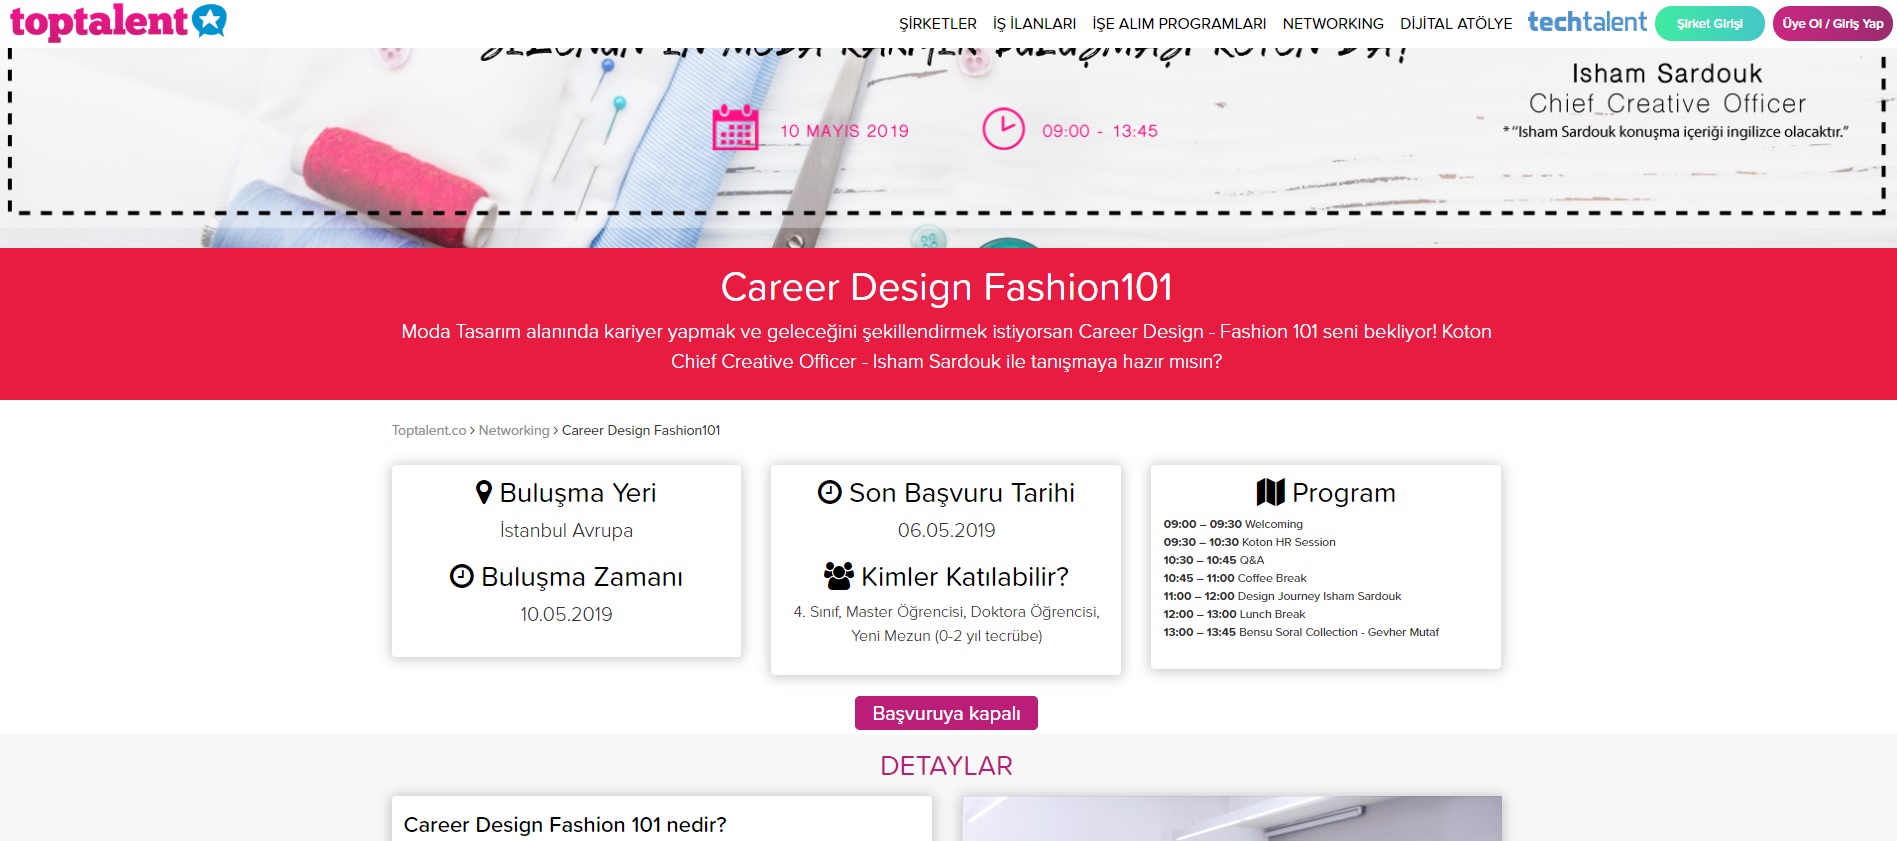 toptalent
ŞİRKETLER İŞ İLANLARI İŞE ALIM PROGRAMLARI NETWORKING DİJİTAL ATÖLYE techtalent Şirket Girişi Üye Ol / Giriş Yap
Isham Sardouk
Chief Creative Officer
*“Isham Sardouk konuşma içeriği ingilizce olacaktır.”
10 MAYIS 2019 09:00 - 13:45
Career Design Fashion101
Moda Tasarım alanında kariyer yapmak ve geleceğini şekillendirmek istiyorsan Career Design - Fashion 101 seni bekliyor! Koton
Chief Creative Officer - Isham Sardouk ile tanışmaya hazır mısın?
Toptalent.co > Networking > Career Design Fashion101
Buluşma Yeri
İstanbul Avrupa
Buluşma Zamanı
10.05.2019
Son Başvuru Tarihi
06.05.2019
Kimler Katılabilir?
4. Sınıf, Master Öğrencisi, Doktora Öğrencisi,
Yeni Mezun (0-2 yıl tecrübe)
Program
09:00 – 09:30 Welcoming
09:30 – 10:30 Koton HR Session
10:30 – 10:45 Q&A
10:45 – 11:00 Coffee Break
11:00 – 12:00 Design Journey Isham Sardouk
12:00 – 13:00 Lunch Break
13:00 – 13:45 Bensu Soral Collection - Gevher Mutaf
Başvuruya kapalı
DETAYLAR
Career Design Fashion 101 nedir?